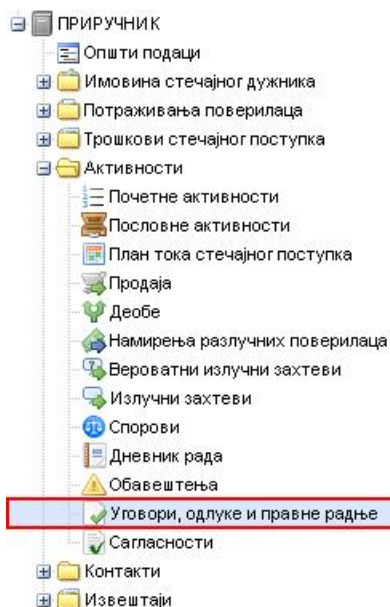 ПРИРУЧНИК
Општи подаци
Имовина стечајног дужника
Потраживања поверилаца
Трошкови стечајног поступка
Активности
Почетне активности
Пословне активности
План тока стечајног поступка
Продаја
Деобе
Намирења разлучних поверилаца
Вероватни излучни захтеви
Излучни захтеви
Спорови
Дневник рада
Обавештења
Уговори, одлуке и правне радње
Сагласности
Контакти
Извештаји